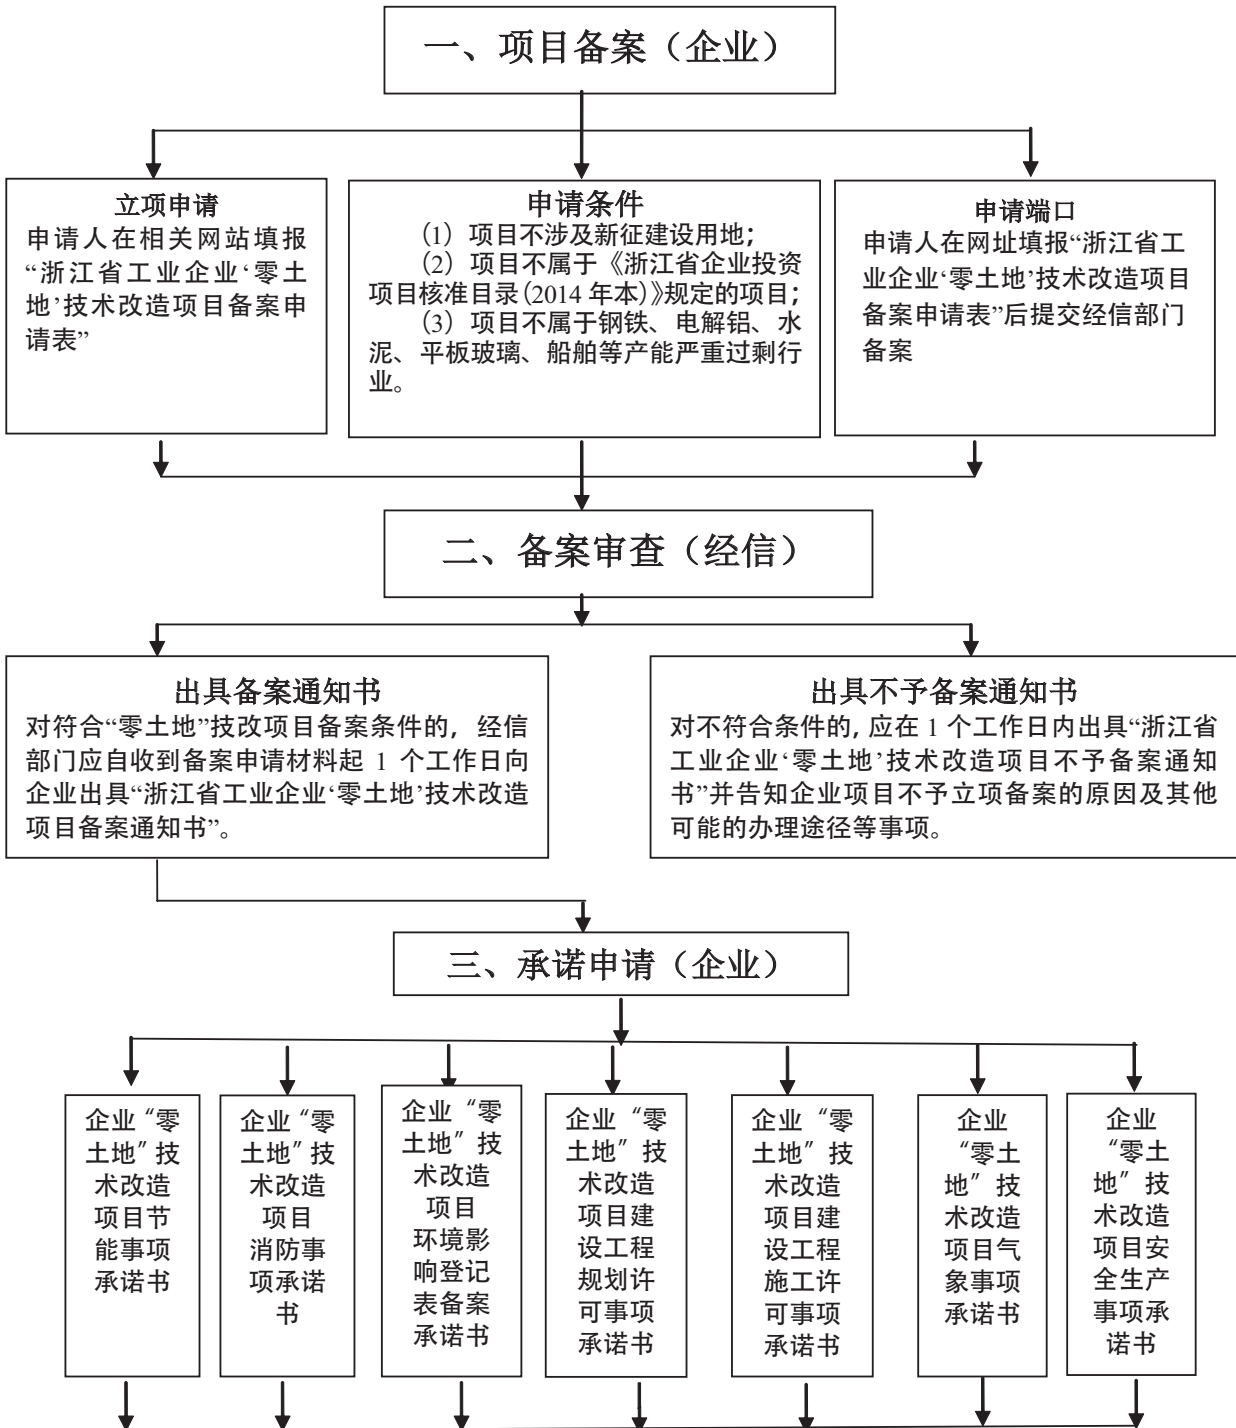 一、项目备案（企业）
立项申请
申请人在相关网站填报
“浙江省工业企业‘零土
地’技术改造项目备案申
请表”
申请条件
（1）项目不涉及新征建设用地；
（2）项目不属于《浙江省企业投资
项目核准目录（2014 年本）》规定的项目；
（3）项目不属于钢铁、电解铝、水
泥、平板玻璃、船舶等产能严重过剩行
业。
申请端口
申请人在网址填报“浙江省工
业企业‘零土地’技术改造项目
备案申请表”后提交经信部门
备案
二、备案审查（经信）
出具备案通知书
对符合“零土地”技改项目备案条件的，经信
部门应自收到备案申请材料起 1 个工作日向
企业出具“浙江省工业企业‘零土地’技术改造
项目备案通知书”。
出具不予备案通知书
对不符合条件的，应在 1 个工作日内出具“浙江省
工业企业‘零土地’技术改造项目不予备案通知
书”并告知企业项目不予立项备案的原因及其他
可能的办理途径等事项。
三、承诺申请（企业）
企业“零
土地”技
术改造
项目节
能事项
承诺书
企业“零
土地”技
术改造
项目
消防事
项承诺
书
企业“零
土地”技
术改造
项目
环境影
响登记
表备案
承诺书
企业“零
土地”技
术改造
项目建
设工程
规划许
可事项
承诺书
企业“零
土地”技
术改造
项目建
设工程
施工许
可事项
承诺书
企业
“零土
地”技
术改造
项目气
象事项
承诺书
企业
“零土
地”技
术改造
项目安
全生产
事项承
诺书